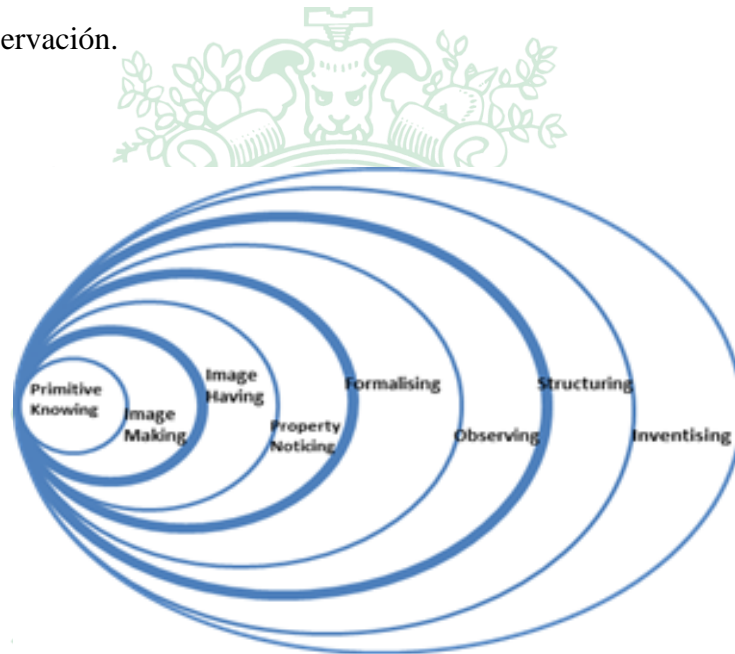 ervación.
Primitive
Knowing
Image
Making
Image
Having
Property
Noticing
Formalising
Observing
Structuring
Inventising